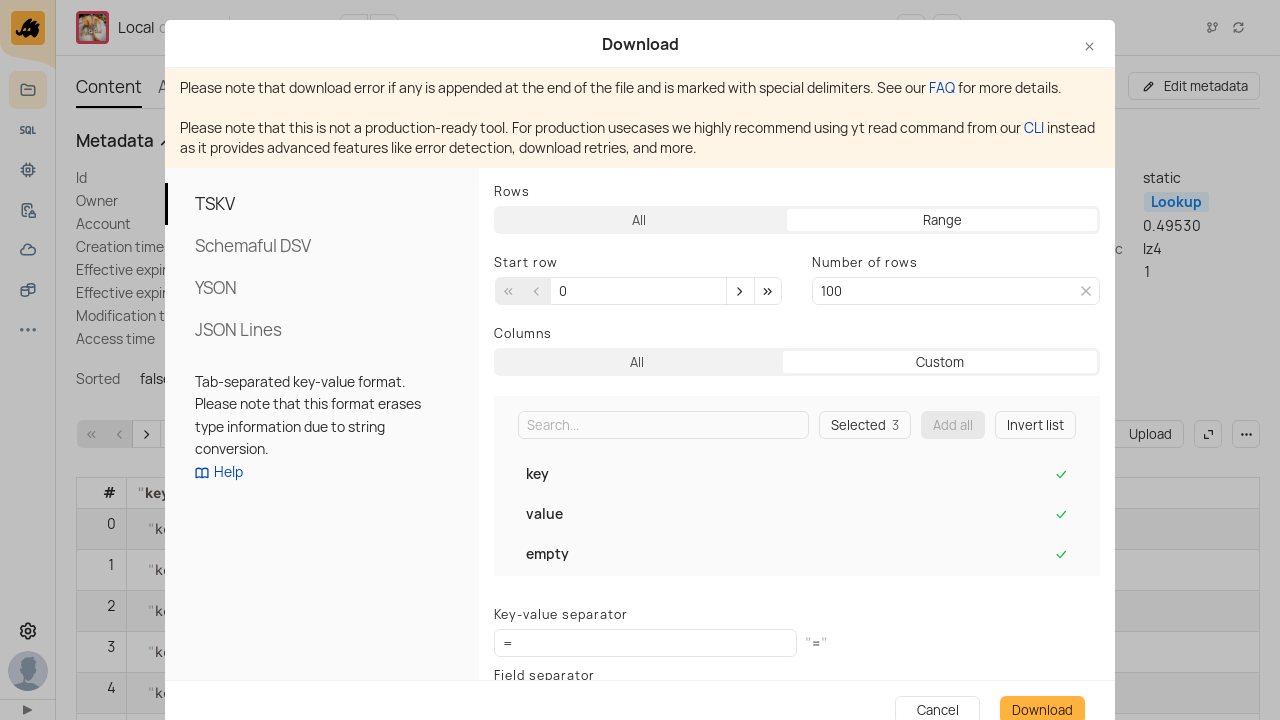 Local
Download
Please note that download error if any is appended at the end of the file and is marked with special delimiters. See our FAQ for more details.
Please note that this is not a production-ready tool. For production usecases we highly recommend using yt read command from our CLI instead
as it provides advanced features like error detection, download retries, and more.
Content
Edit metadata
SQL
Metadata
Id
Owner
Account
Creation time
Effective expir
Effective expir
Modification t
Access time
Sorted false
static
Lookup
0.49530
lz4
1
TSKV
Schemaful DSV
YSON
JSON Lines
Tab-separated key-value format.
Please note that this format erases
type information due to string
conversion.
Help
Rows
All Range
Start row Number of rows
0 100
Columns
All Custom
Search... Selected 3 Add all Invert list
key
value
empty
Key-value separator
= "="
Field separator
Cancel Download
Upload
# "key
0 "ke
1 "ke
2 "ke
3 "ke
4 "ke